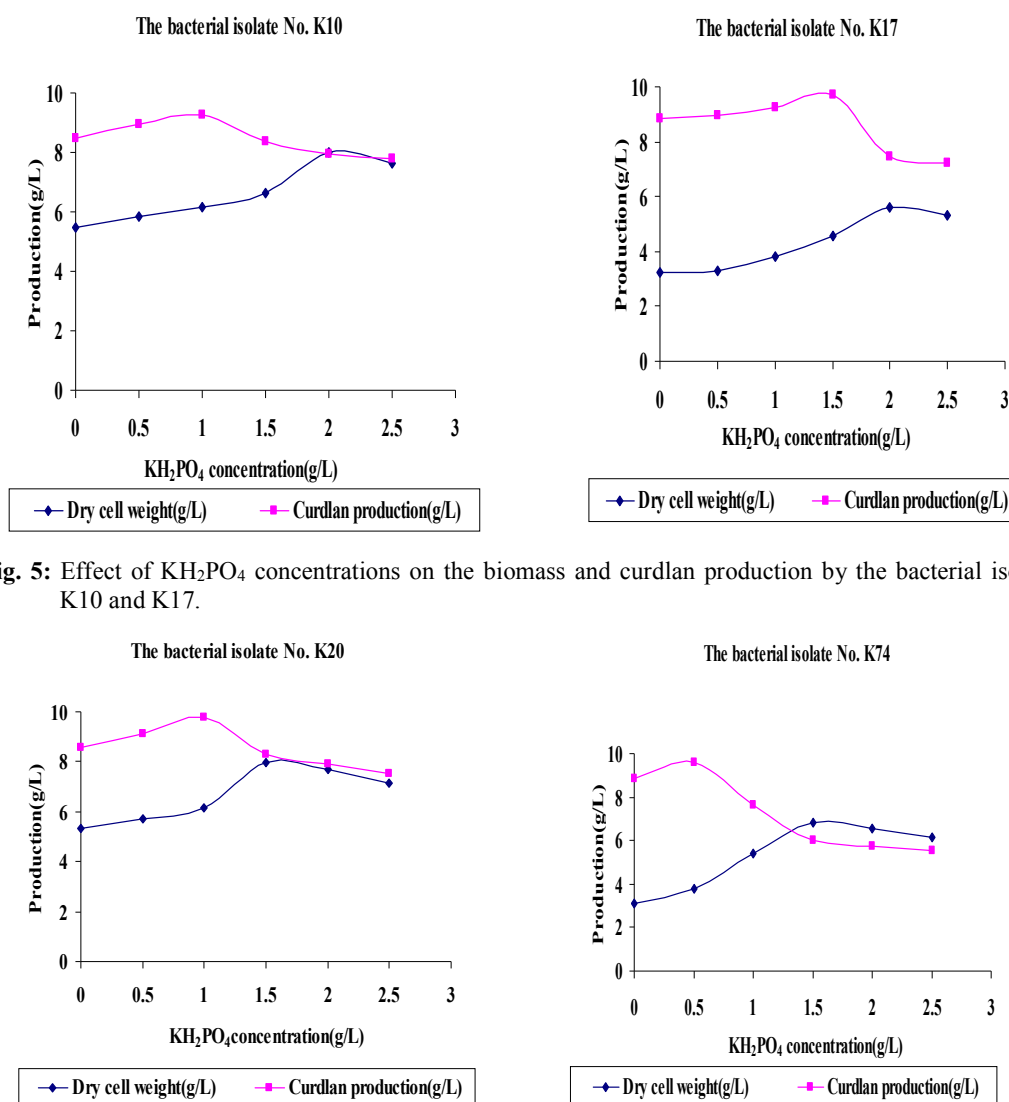 The bacterial isolate No. K10
Production(g/L)
10
8
6
4
2
0
0 0.5 1 1.5 2 2.5 3
KH₂PO₄ concentration(g/L)
Dry cell weight(g/L) Curdlan production(g/L)
The bacterial isolate No. K17
Production(g/L)
10
8
6
4
2
0
0 0.5 1 1.5 2 2.5 3
KH₂PO₄ concentration(g/L)
Dry cell weight(g/L) Curdlan production(g/L)
ig. 5: Effect of KH₂PO₄ concentrations on the biomass and curdlan production by the bacterial is
K10 and K17.
The bacterial isolate No. K20
Production(g/L)
10
8
6
4
2
0
0 0.5 1 1.5 2 2.5 3
KH₂PO₄concentration(g/L)
Dry cell weight(g/L) Curdlan production(g/L)
The bacterial isolate No. K74
Production(g/L)
10
8
6
4
2
0
0 0.5 1 1.5 2 2.5 3
KH₂PO₄ concentration(g/L)
Dry cell weight(g/L) Curdlan production(g/L)